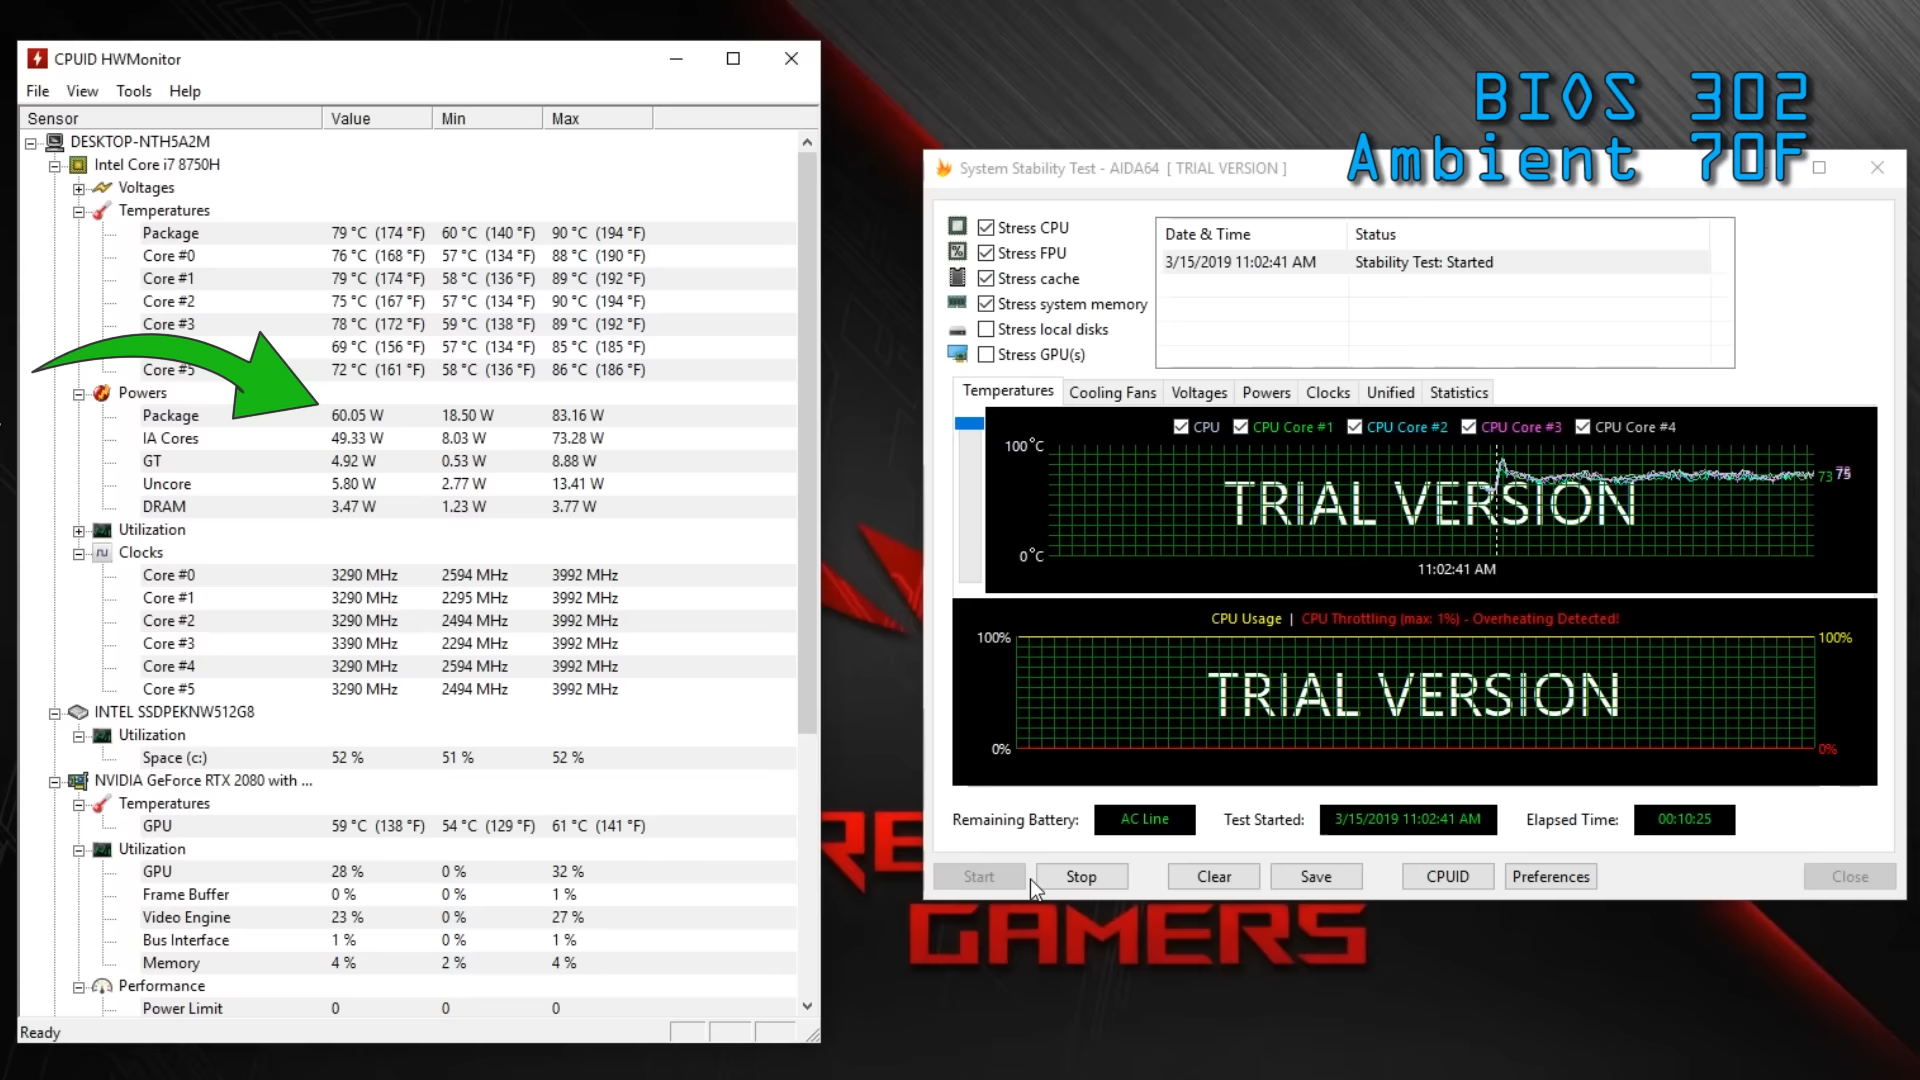 CPUID HWMonitor
File View Tools Help
Sensor Value Min Max
DESKTOP-NTH5A2M
Intel Core i7 8750H
Voltages
Temperatures
Package 79 °C (174 °F) 60 °C (140 °F) 90 °C (194 °F)
Core #0 76 °C (168 °F) 57 °C (134 °F) 88 °C (190 °F)
Core #1 79 °C (174 °F) 58 °C (136 °F) 89 °C (192 °F)
Core #2 75 °C (167 °F) 57 °C (134 °F) 90 °C (194 °F)
Core #3 78 °C (172 °F) 59 °C (138 °F) 89 °C (192 °F)
69 °C (156 °F) 57 °C (134 °F) 85 °C (185 °F)
Core #5 72 °C (161 °F) 58 °C (136 °F) 86 °C (186 °F)
Powers
Package 60.05 W 18.50 W 83.16 W
IA Cores 49.33 W 8.03 W 73.28 W
GT 4.92 W 0.53 W 8.88 W
Uncore 5.80 W 2.77 W 13.41 W
DRAM 3.47 W 1.23 W 3.77 W
Utilization
Clocks
Core #0 3290 MHz 2594 MHz 3992 MHz
Core #1 3290 MHz 2295 MHz 3992 MHz
Core #2 3290 MHz 2494 MHz 3992 MHz
Core #3 3390 MHz 2294 MHz 3992 MHz
Core #4 3290 MHz 2594 MHz 3992 MHz
Core #5 3290 MHz 2494 MHz 3992 MHz
INTEL SSDPEKNW512G8
Utilization
Space (c:) 52 % 51 % 52 %
NVIDIA GeForce RTX 2080 with ...
Temperatures
GPU 59 °C (138 °F) 54 °C (129 °F) 61 °C (141 °F)
Utilization
GPU 28 % 0 % 32 %
Frame Buffer 0 % 0 % 1 %
Video Engine 23 % 0 % 27 %
Bus Interface 1 % 0 % 1 %
Memory 4 % 2 % 4 %
Performance
Power Limit 0 0 0
Ready
BIOS 302
Ambient 70F
System Stability Test - AIDA64 [ TRIAL VERSION ]
Stress CPU
Stress FPU
Stress cache
Stress system memory
Stress local disks
Stress GPU(s)
Date & Time Status
3/15/2019 11:02:41 AM Stability Test: Started
Temperatures Cooling Fans Voltages Powers Clocks Unified Statistics
CPU CPU Core #1 CPU Core #2 CPU Core #3 CPU Core #4
100°C
73 75
TRIAL VERSION
0°C
11:02:41 AM
CPU Usage | CPU Throttling (max: 1%) - Overheating Detected!
100% 100%
TRIAL VERSION
0% 0%
Remaining Battery: AC Line Test Started: 3/15/2019 11:02:41 AM Elapsed Time: 00:10:25
Start Stop Clear Save CPUID Preferences Close
RE
GAMERS